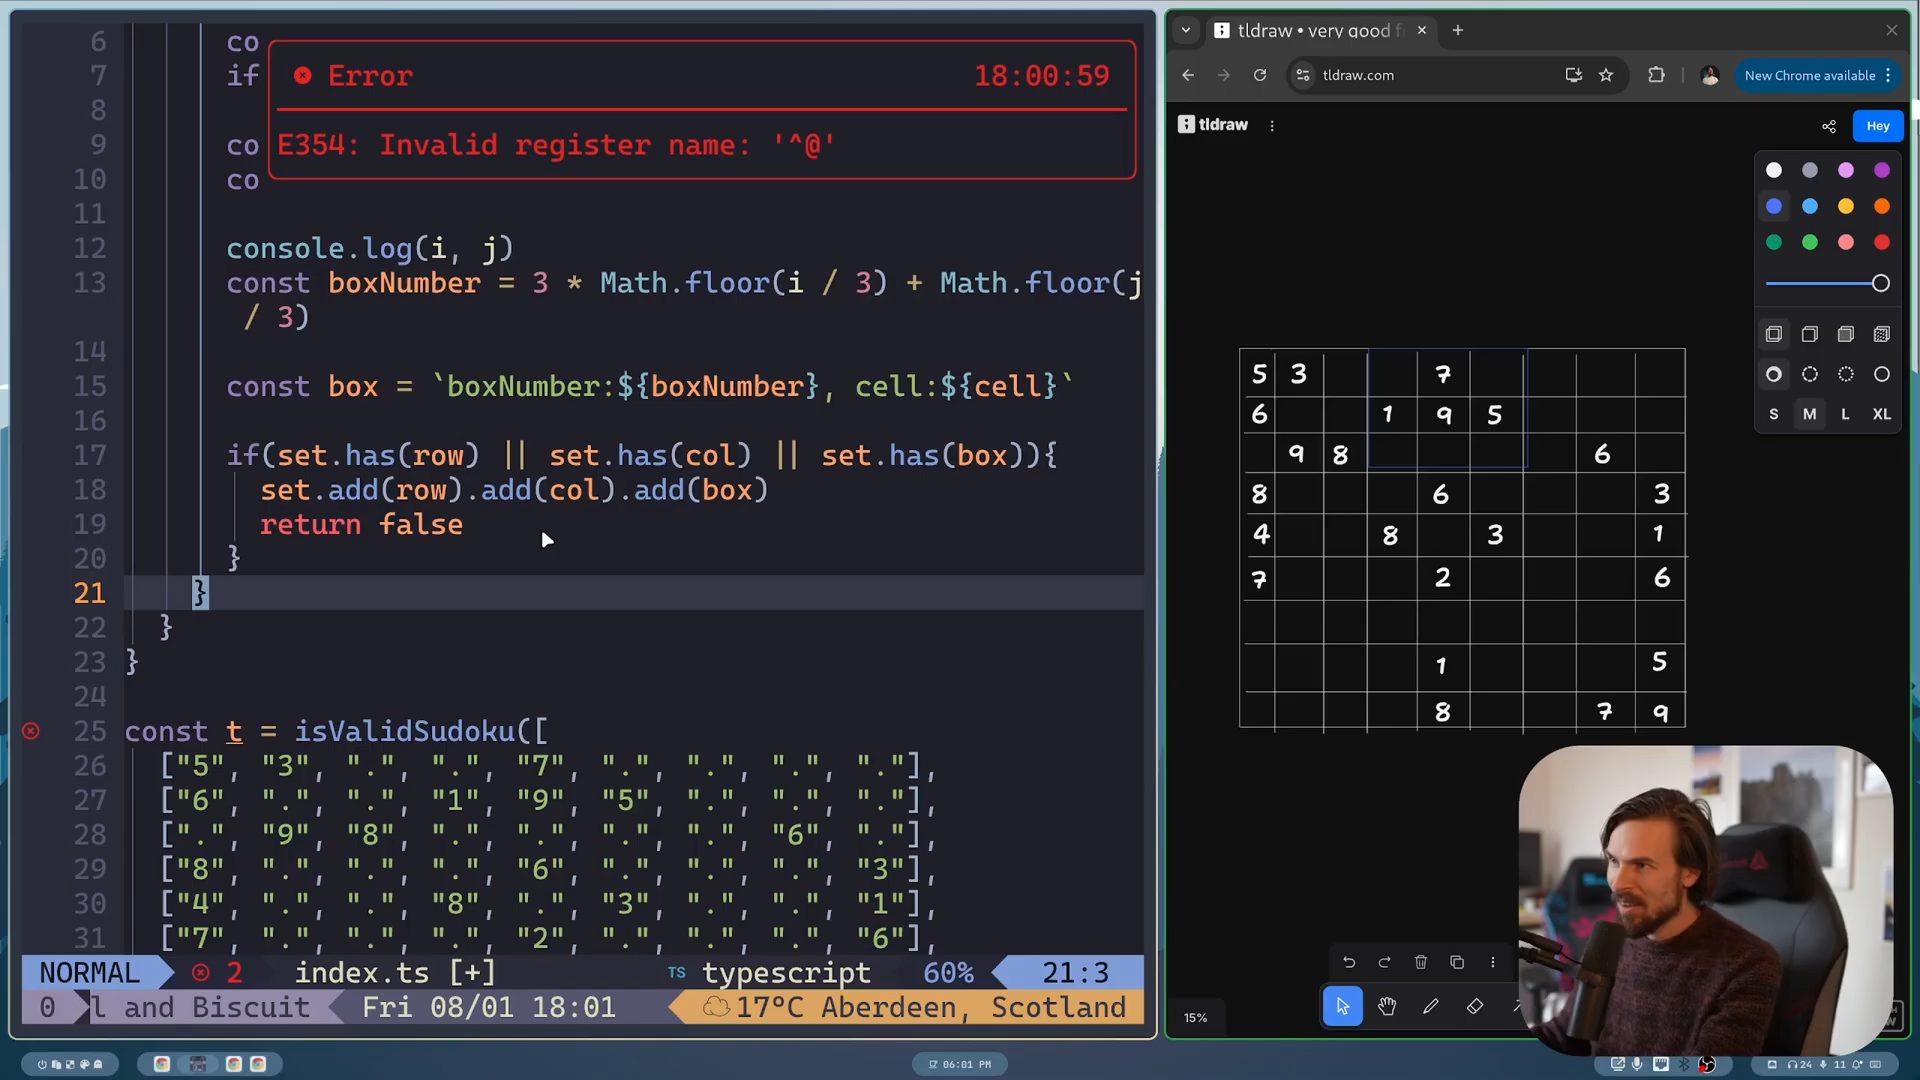 6 co
7 if
8
9 co
10 co
Error 18:00:59
E354: Invalid register name: '^@'
11
12 console.log(i, j)
13 const boxNumber = 3 * Math.floor(i / 3) + Math.floor(j
/ 3)
14
15 const box = `boxNumber:${boxNumber}, cell:${cell}`
16
17 if(set.has(row) || set.has(col) || set.has(box)){
18 set.add(row).add(col).add(box)
19 return false
20 }
21 }
22 }
23 }
24
25 const t = isValidSudoku([
26 ["5", "3", ".", ".", "7", ".", ".", ".", "."],
27 ["6", ".", ".", "1", "9", "5", ".", ".", "."],
28 [".", "9", "8", ".", ".", ".", ".", "6", "."],
29 ["8", ".", ".", ".", "6", ".", ".", ".", "3"],
30 ["4", ".", ".", "8", ".", "3", ".", ".", "1"],
31 ["7", ".", ".", ".", "2", ".", ".", ".", "6"],
NORMAL 2 index.ts [+] TS typescript 60% 21:3
0 l and Biscuit Fri 08/01 18:01 17°C Aberdeen, Scotland
tldraw • very good f
tldraw.com New Chrome available
tldraw Hey
S M L XL
5 3 7
6 1 9 5
9 8 6
8 6 3
4 8 3 1
7 2 6
1 5
8 7 9
15%
06:01 PM
24 11